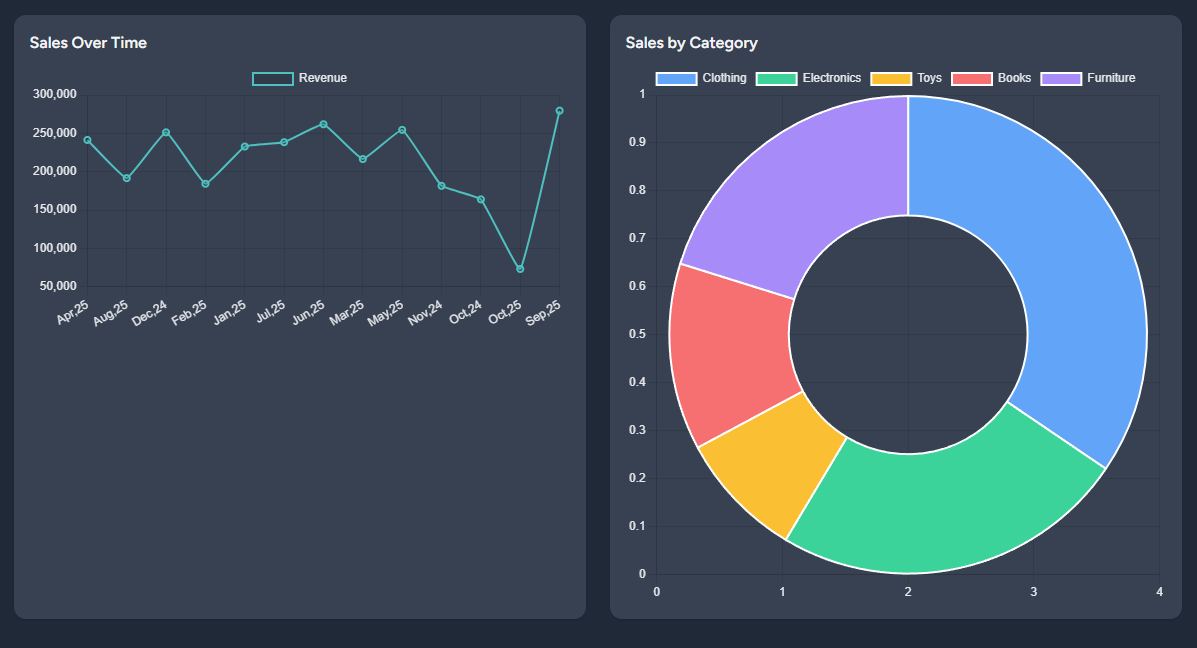 Sales Over Time
Revenue
300,000
250,000
200,000
150,000
100,000
50,000
Apr,25 Aug,25 Dec,24 Feb,25 Jan,25 Jul,25 Jun,25 Mar,25 May,25 Nov,24 Oct,24 Oct,25 Sep,25
Sales by Category
Clothing Electronics Toys Books Furniture
1
0.9
0.8
0.7
0.6
0.5
0.4
0.3
0.2
0.1
0
0 1 2 3 4